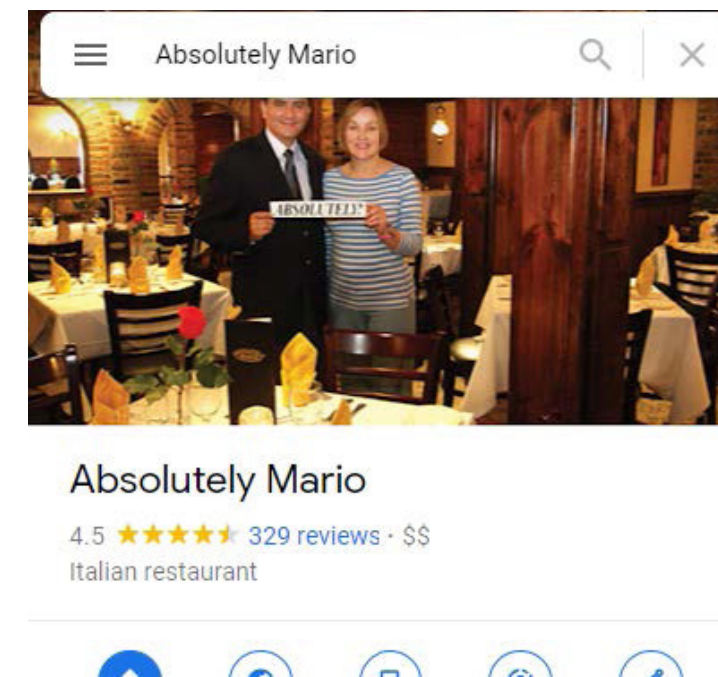 Absolutely Mario
ABSOLUTELY!
Absolutely Mario
4.5 329 reviews · $$
Italian restaurant